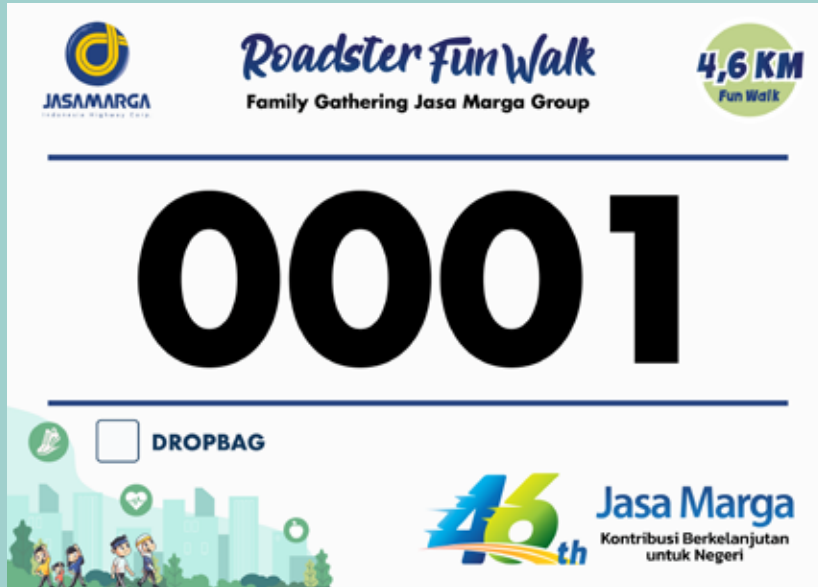 JASAMARGA
Indonesia Highway Corp.
Roadster Fun Walk
Family Gathering Jasa Marga Group
4,6 KM
Fun Walk
0001
DROPBAG
46th
Jasa Marga
Kontribusi Berkelanjutan
untuk Negeri